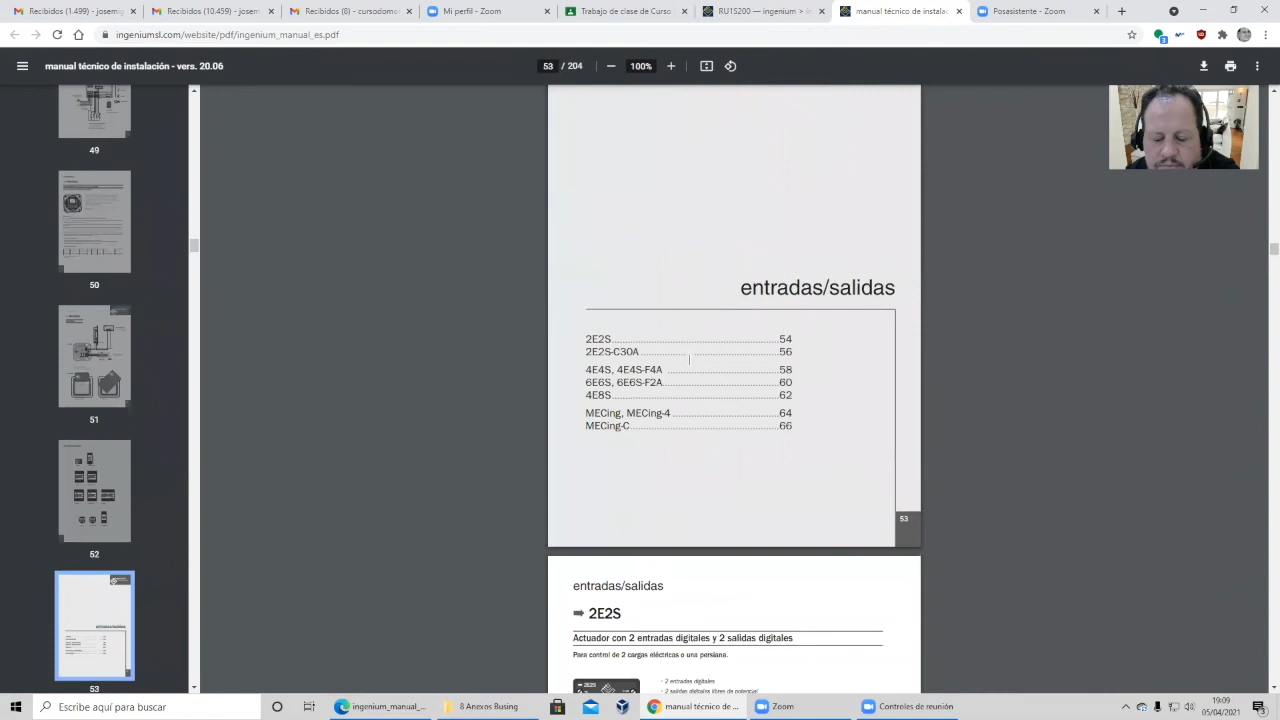 Recibidos (1.499) - josem
Recibidos (10.459) - josem
Recibidos (8) - cursodomo
Mi perfil - Zoom
Trabajo de clase de Curso
RU1S200 — ingenium > in
manual técnico de instalac
Posasistente - Zoom
ingeniumsl.com/website/pdf/ingenium_manual_es.pdf
manual técnico de instalación - vers. 20.06
53 / 204
100%
49
50
51
52
53
entradas/salidas
2E2S 54
2E2S-C30A 56
4E4S, 4E4S-F4A 58
6E6S, 6E6S-F2A 60
4E8S 62
MECing, MECing-4 64
MECing-C 66
53
entradas/salidas
➡ 2E2S
Actuador con 2 entradas digitales y 2 salidas digitales
Para control de 2 cargas eléctricas o una persiana.
2E2S
· 2 entradas digitales
· 2 salidas digitales libres de potencial
Escribe aquí para buscar
ingenium_manual_...
8 Anexos Busing
manual técnico de ...
Zoom
Controles de reunión
19:09
05/04/2021